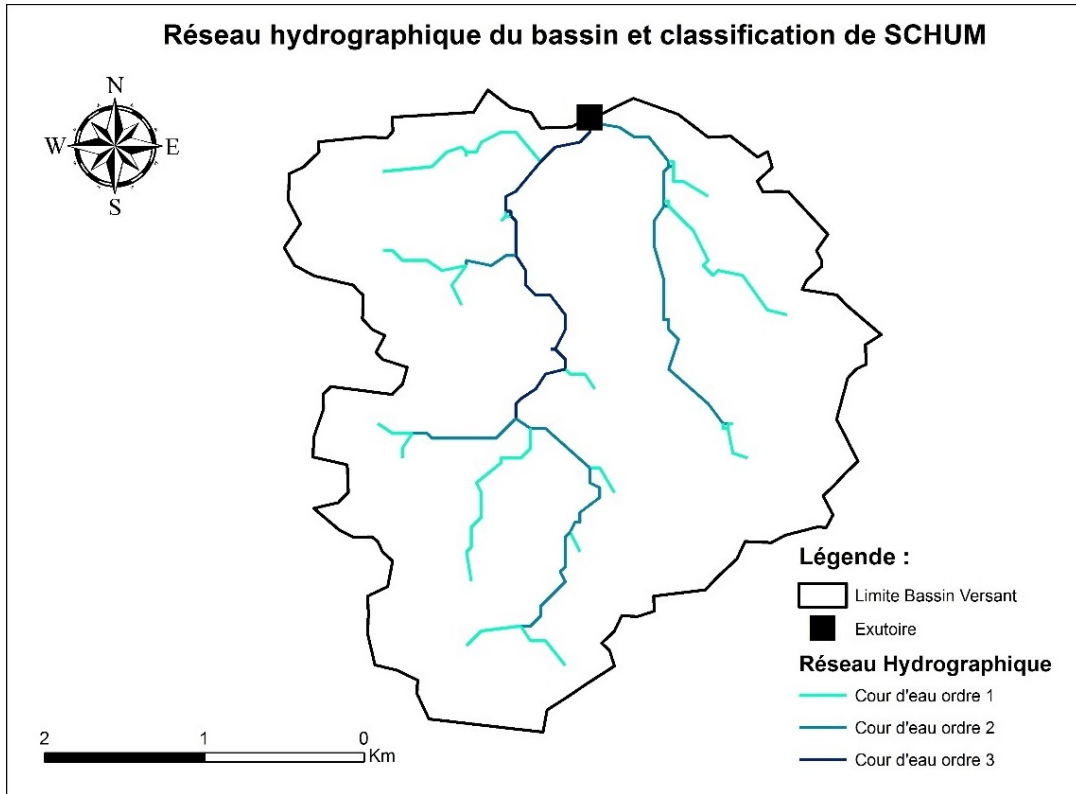 Réseau hydrographique du bassin et classification de SCHUM
N
W E
S
Légende :
Limite Bassin Versant
Exutoire
Réseau Hydrographique
Cour d'eau ordre 1
Cour d'eau ordre 2
Cour d'eau ordre 3
2 1 0
Km